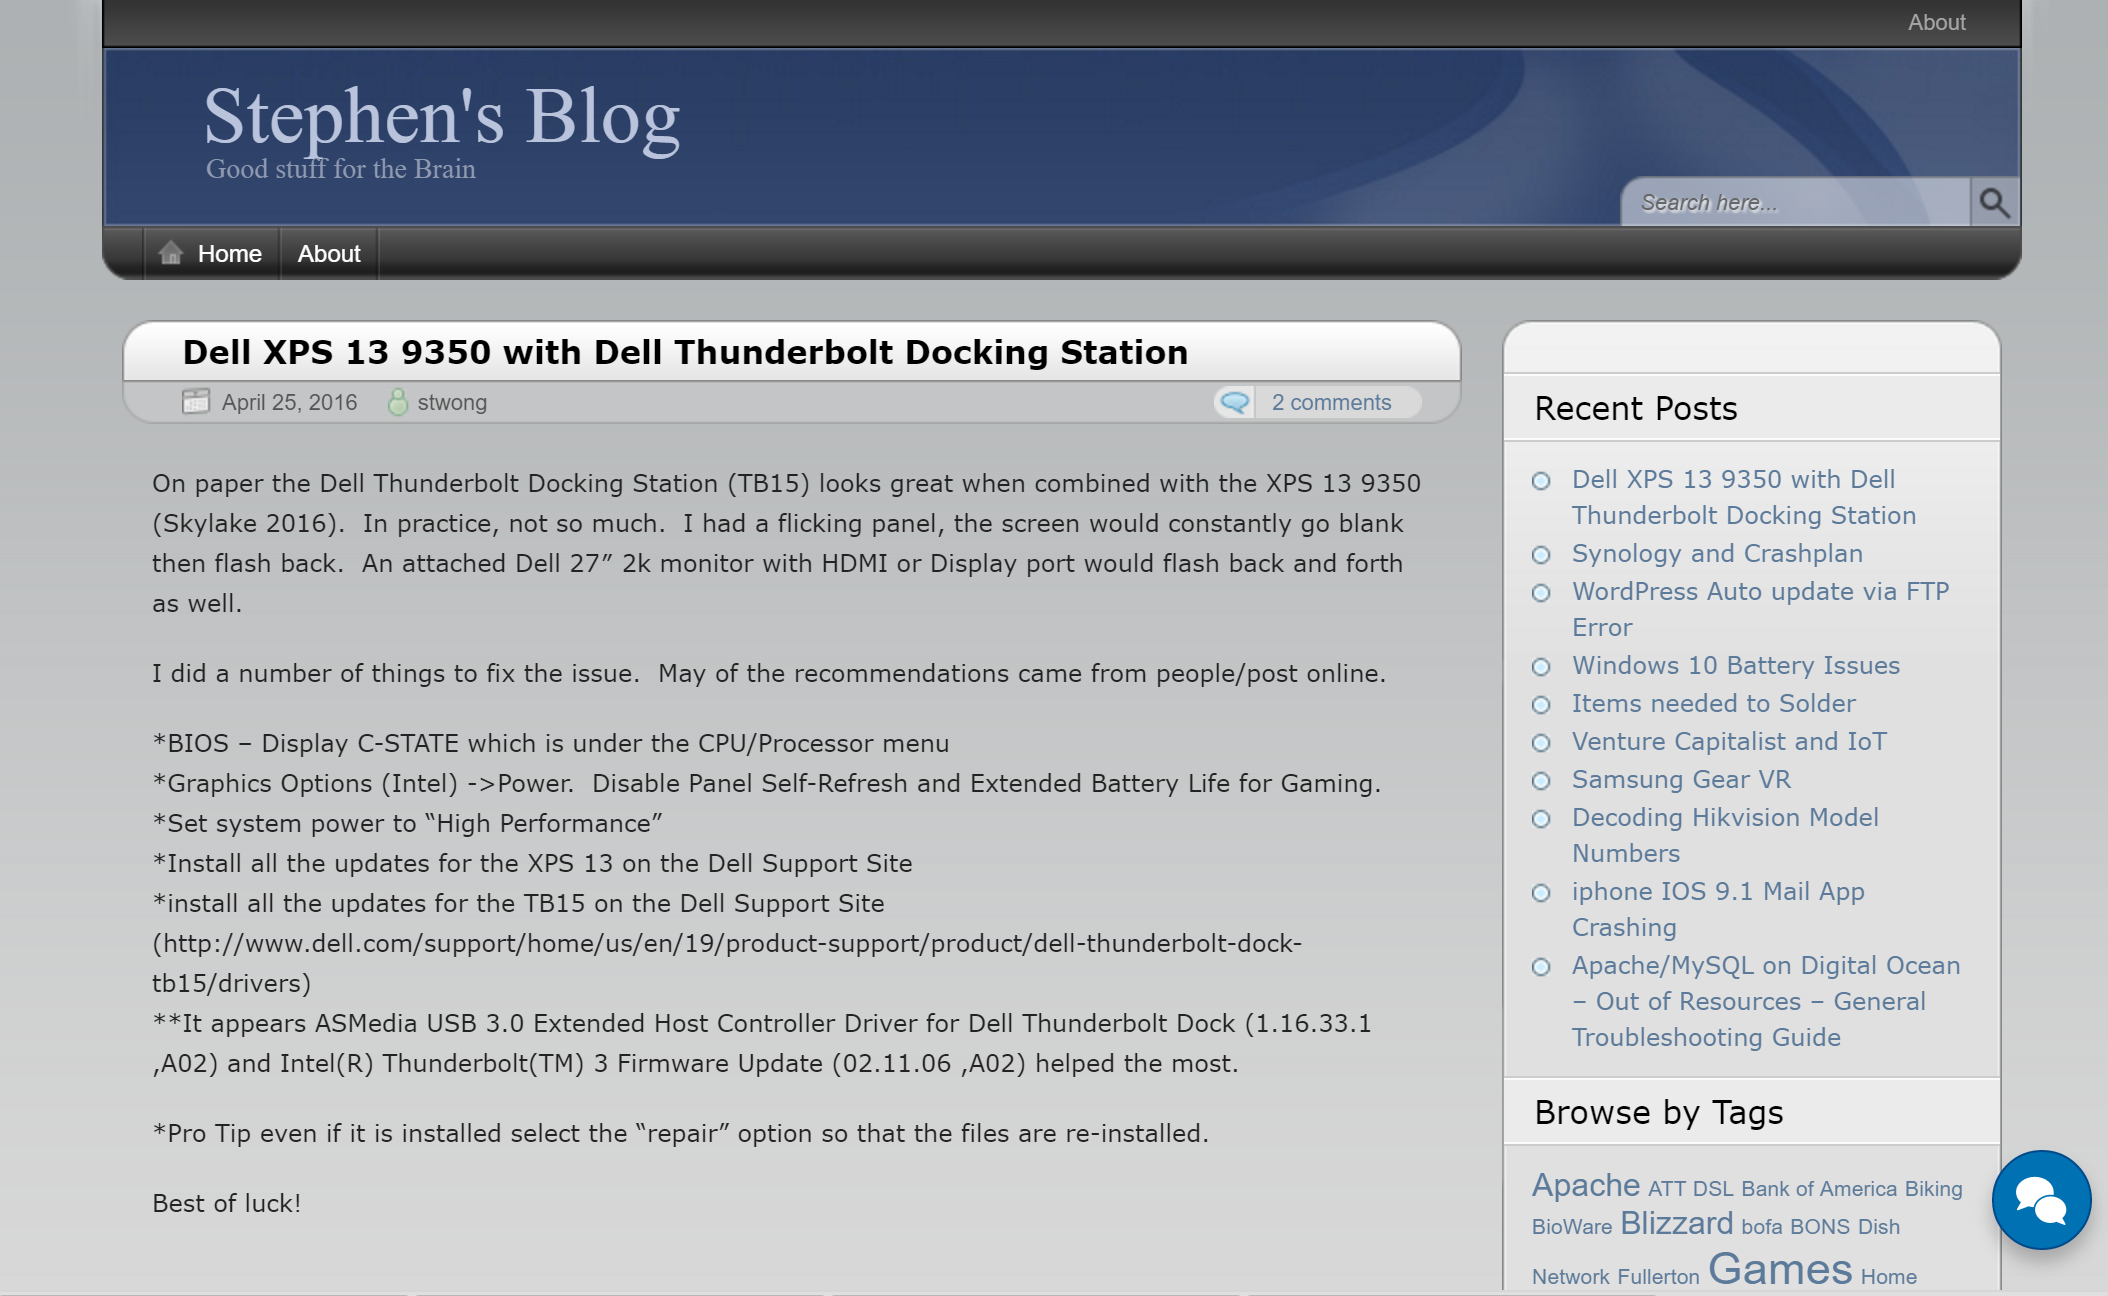 About
Stephen's Blog
Good stuff for the Brain
Search here...
Home
About
Dell XPS 13 9350 with Dell Thunderbolt Docking Station
April 25, 2016
stwong
2 comments
On paper the Dell Thunderbolt Docking Station (TB15) looks great when combined with the XPS 13 9350
(Skylake 2016).  In practice, not so much.  I had a flicking panel, the screen would constantly go blank
then flash back.  An attached Dell 27″ 2k monitor with HDMI or Display port would flash back and forth
as well.
I did a number of things to fix the issue.  May of the recommendations came from people/post online.
*BIOS – Display C-STATE which is under the CPU/Processor menu
*Graphics Options (Intel) ->Power.  Disable Panel Self-Refresh and Extended Battery Life for Gaming.
*Set system power to “High Performance”
*Install all the updates for the XPS 13 on the Dell Support Site
*install all the updates for the TB15 on the Dell Support Site
(http://www.dell.com/support/home/us/en/19/product-support/product/dell-thunderbolt-dock-
tb15/drivers)
**It appears ASMedia USB 3.0 Extended Host Controller Driver for Dell Thunderbolt Dock (1.16.33.1
,A02) and Intel(R) Thunderbolt(TM) 3 Firmware Update (02.11.06 ,A02) helped the most.
*Pro Tip even if it is installed select the “repair” option so that the files are re-installed.
Best of luck!
Recent Posts
Dell XPS 13 9350 with Dell
Thunderbolt Docking Station
Synology and Crashplan
WordPress Auto update via FTP
Error
Windows 10 Battery Issues
Items needed to Solder
Venture Capitalist and IoT
Samsung Gear VR
Decoding Hikvision Model
Numbers
iphone IOS 9.1 Mail App
Crashing
Apache/MySQL on Digital Ocean
– Out of Resources – General
Troubleshooting Guide
Browse by Tags
Apache ATT DSL Bank of America Biking
BioWare Blizzard bofa BONS Dish
Network Fullerton Games Home